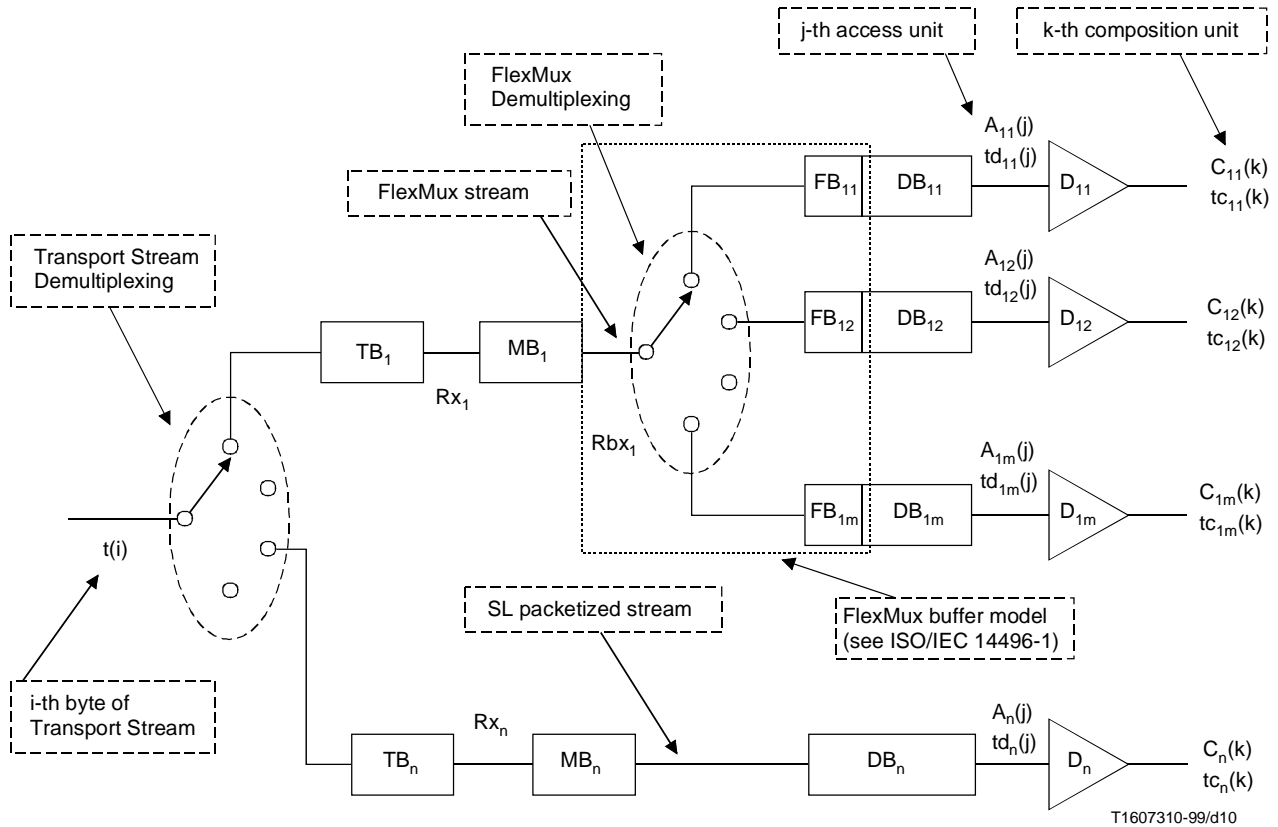 j-th access unit
k-th composition unit
FlexMux
Demultiplexing
A11(j)
td11(j)
C11(k)
tc11(k)
FB11
DB11
D11
FlexMux stream
Transport Stream
Demultiplexing
A12(j)
td12(j)
C12(k)
tc12(k)
FB12
DB12
D12
TB1
MB1
Rx1
Rbx1
A1m(j)
td1m(j)
C1m(k)
tc1m(k)
FB1m
DB1m
D1m
t(i)
SL packetized stream
FlexMux buffer model
(see ISO/IEC 14496-1)
i-th byte of
Transport Stream
Rxn
An(j)
tdn(j)
Cn(k)
tcn(k)
TBn
MBn
DBn
Dn
T1607310-99/d10